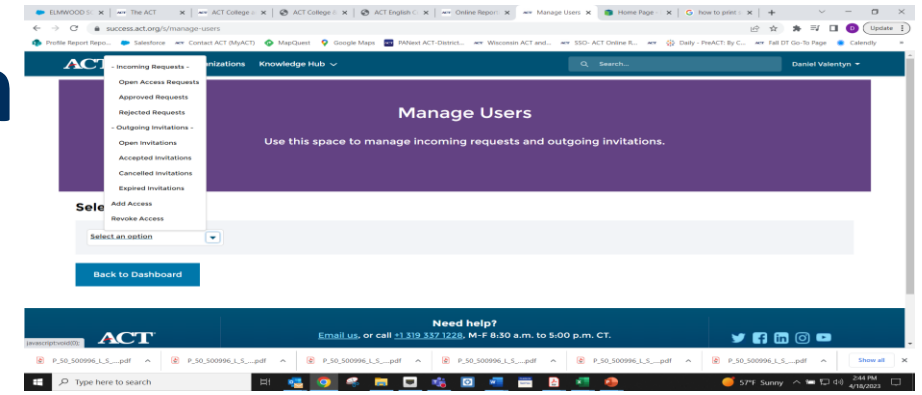 ELMWOOD S
The ACT
ACT College
ACT College
ACT English C
Online Report
Manage Users
Home Page
how to print
success.act.org/s/manage-users
Update
Profile Report Repo...
Salesforce
Contact ACT (MyACT)
MapQuest
Google Maps
PANext ACT-District...
Wisconsin ACT and...
SSO- ACT Online R...
Daily - PreACT: By C...
Fall DT Go-To Page
Calendly
ACT
nizations
Knowledge Hub
Search...
Daniel Valentyn
- Incoming Requests -
Open Access Requests
Approved Requests
Rejected Requests
- Outgoing Invitations -
Open Invitations
Accepted Invitations
Cancelled Invitations
Expired Invitations
Add Access
Revoke Access
Manage Users
Use this space to manage incoming requests and outgoing invitations.
Sele
Select an option
Back to Dashboard
Need help?
Email us, or call +1 319 337 1228, M-F 8:30 a.m. to 5:00 p.m. CT.
javascript:void(0);
ACT
P_50_500996_L_S_....pdf
P_50_500996_L_S_....pdf
P_50_500996_L_S_....pdf
P_50_500996_L_S_....pdf
P_50_500996_L_S_....pdf
P_50_500996_L_S_....pdf
Show all
Type here to search
57°F Sunny
2:44 PM
4/18/2023